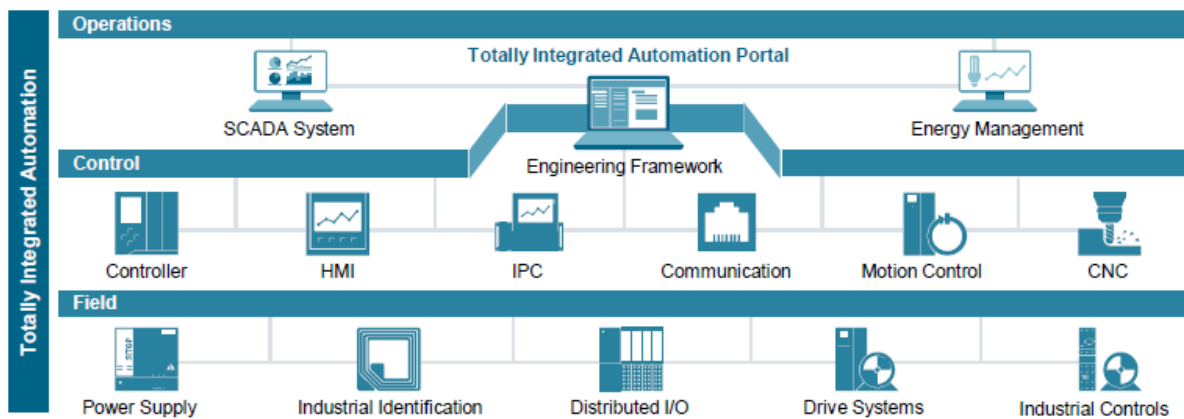 Totally Integrated Automation
Operations
Totally Integrated Automation Portal
SCADA System
Energy Management
Engineering Framework
Control
Controller
HMI
IPC
Communication
Motion Control
CNC
Field
SITOP
Power Supply
Industrial Identification
Distributed I/O
Drive Systems
Industrial Controls